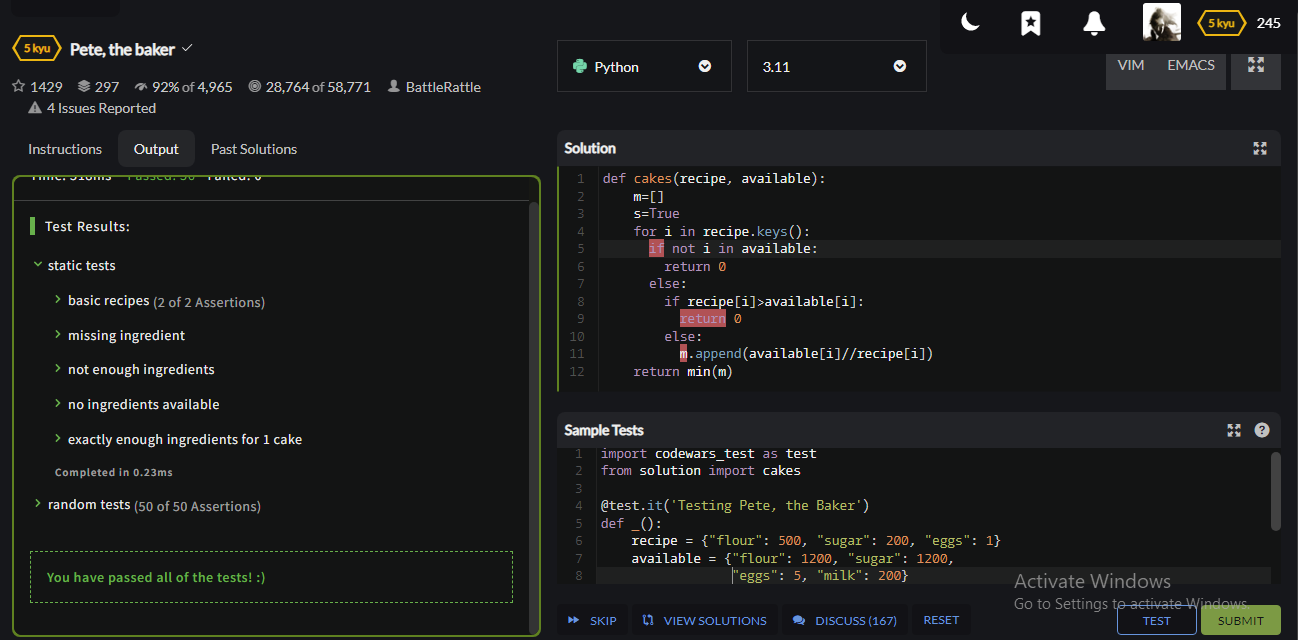 5 kyu
245
5 kyu Pete, the baker
1429 297 92% of 4,965 28,764 of 58,771 BattleRattle
4 Issues Reported
Python
3.11
VIM EMACS
Instructions Output Past Solutions
Time: 518ms Passed: 56 Failed: 0
Test Results:
static tests
basic recipes (2 of 2 Assertions)
missing ingredient
not enough ingredients
no ingredients available
exactly enough ingredients for 1 cake
Completed in 0.23ms
random tests (50 of 50 Assertions)
You have passed all of the tests! :)
Solution
1 def cakes(recipe, available):
2 m=[]
3 s=True
4 for i in recipe.keys():
5 if not i in available:
6 return 0
7 else:
8 if recipe[i]>available[i]:
9 return 0
10 else:
11 m.append(available[i]//recipe[i])
12 return min(m)
Sample Tests
1 import codewars_test as test
2 from solution import cakes
3
4 @test.it('Testing Pete, the Baker')
5 def _():
6 recipe = {"flour": 500, "sugar": 200, "eggs": 1}
7 available = {"flour": 1200, "sugar": 1200,
8 "eggs": 5, "milk": 200}
Activate Windows
Go to Settings to activate Windows.
SKIP VIEW SOLUTIONS DISCUSS (167) RESET TEST SUBMIT